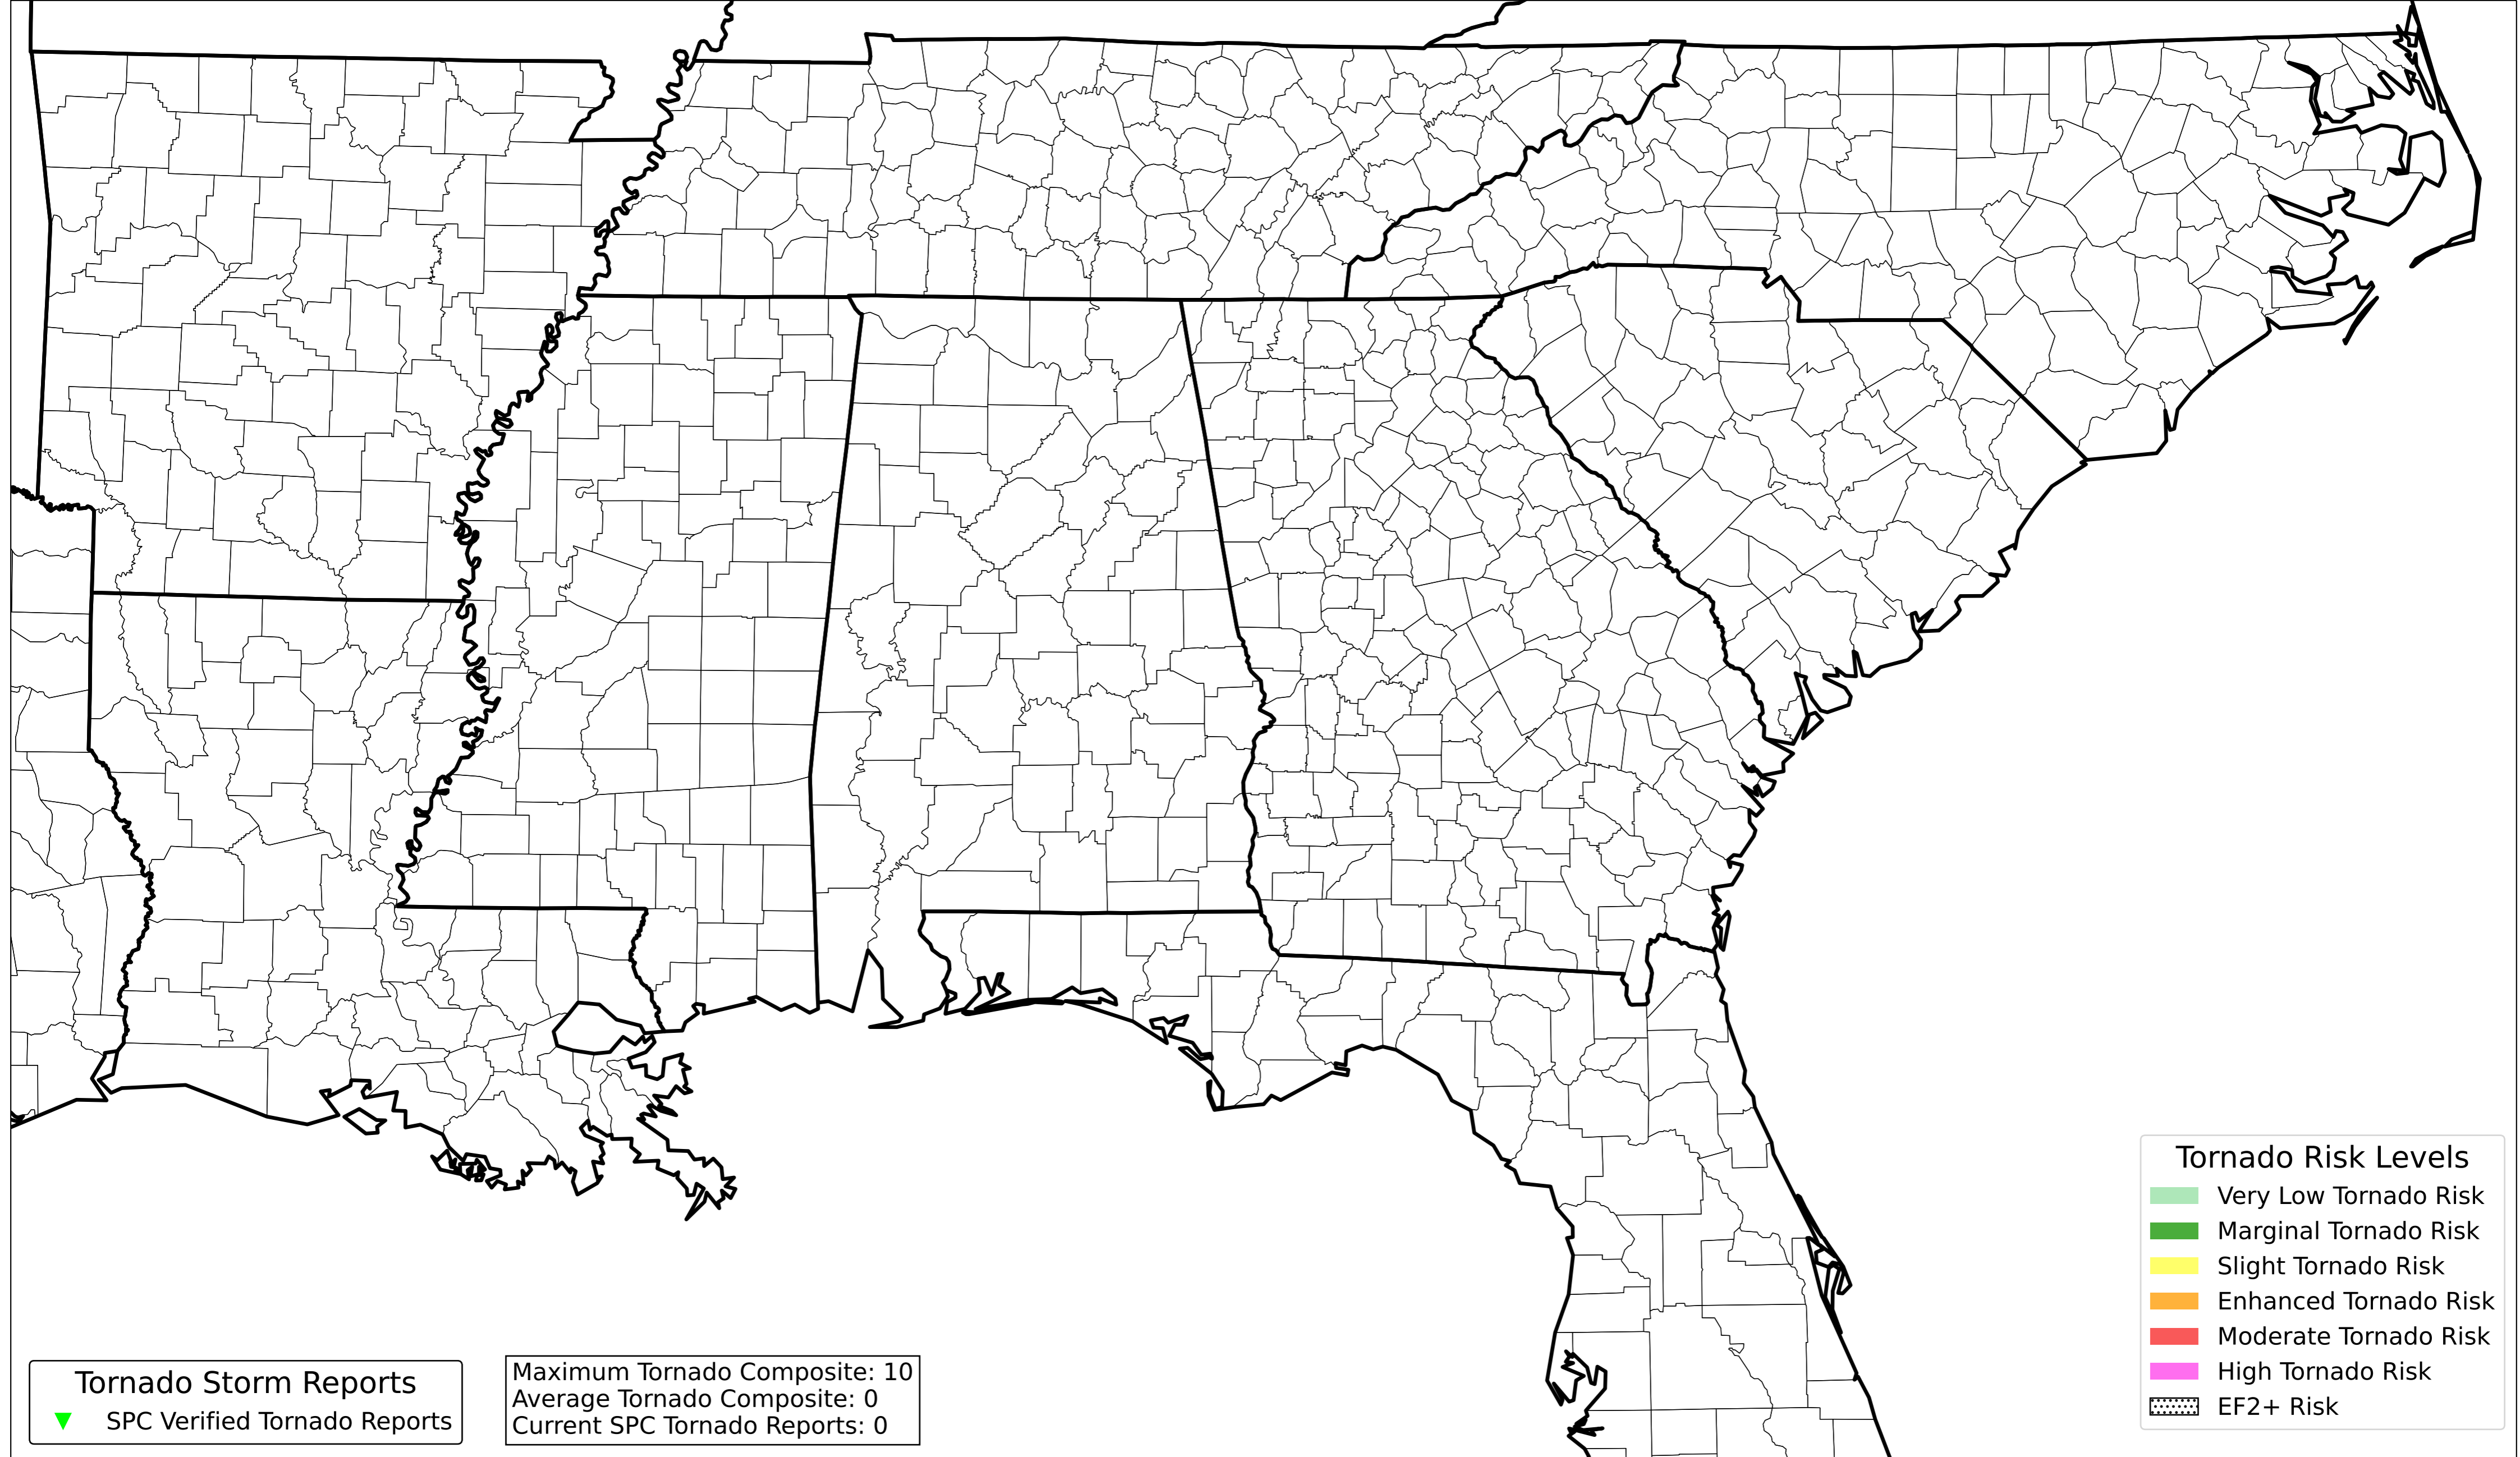 Tornado Risk Levels
Very Low Tornado Risk
Marginal Tornado Risk
Slight Tornado Risk
Enhanced Tornado Risk
Moderate Tornado Risk
High Tornado Risk
EF2+ Risk
Tornado Storm Reports
SPC Verified Tornado Reports
Maximum Tornado Composite: 10
Average Tornado Composite: 0
Current SPC Tornado Reports: 0